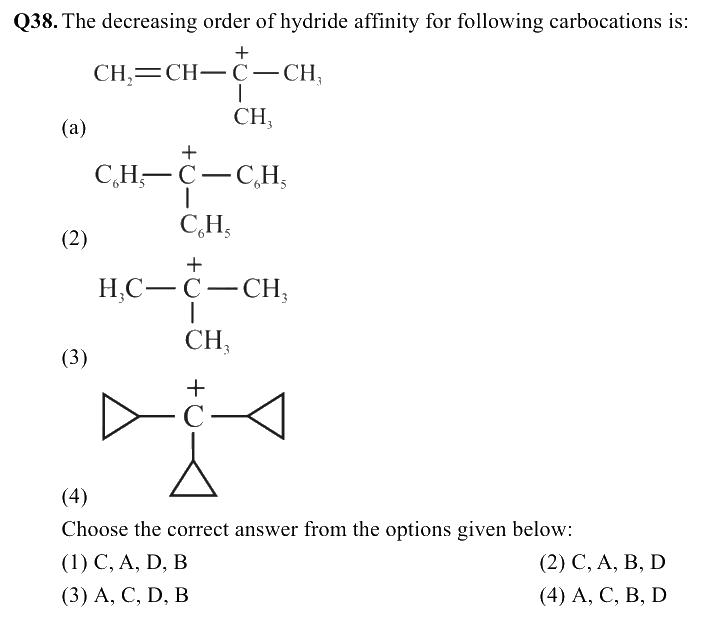 Q38. The decreasing order of hydride affinity for following carbocations is:
+
CH₂=CH—C—CH₃
|
CH₃
(a)
+
C₆H₅—C—C₆H₅
|
C₆H₅
(2)
+
H₃C—C—CH₃
|
CH₃
(3)
+
C
(4)
Choose the correct answer from the options given below:
(1) C, A, D, B
(2) C, A, B, D
(3) A, C, D, B
(4) A, C, B, D